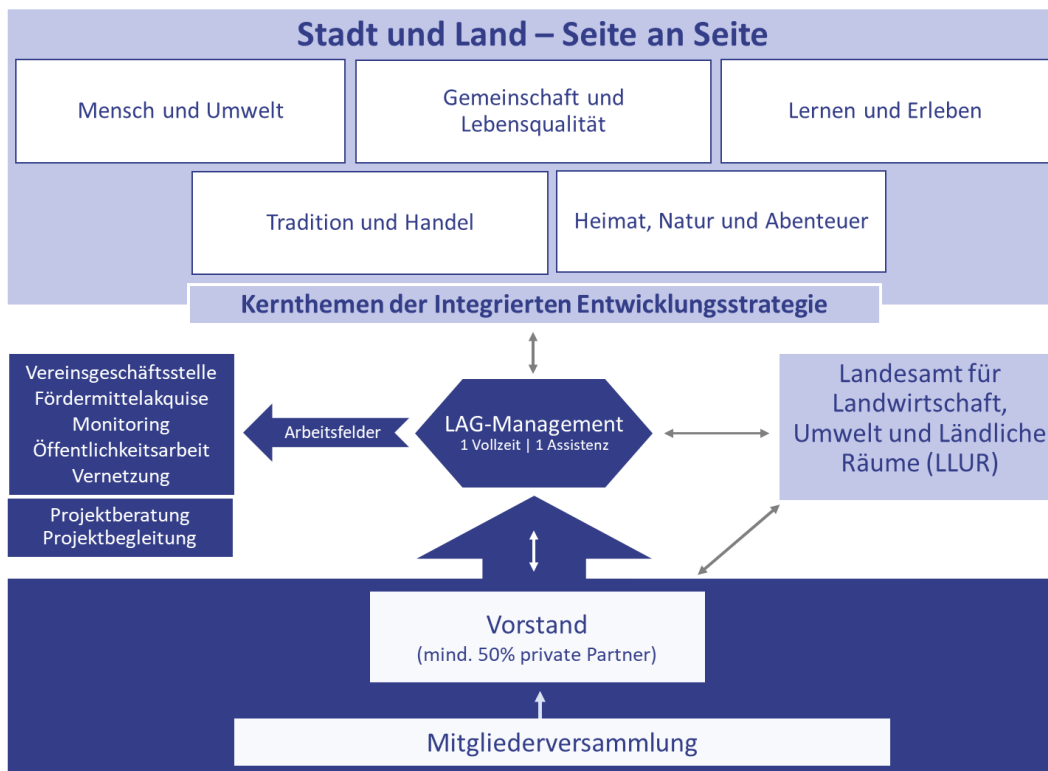 Stadt und Land – Seite an Seite
Mensch und Umwelt
Gemeinschaft und
Lebensqualität
Lernen und Erleben
Tradition und Handel
Heimat, Natur und Abenteuer
Kernthemen der Integrierten Entwicklungsstrategie
Vereinsgeschäftsstelle
Fördermittelakquise
Monitoring
Öffentlichkeitsarbeit
Vernetzung
Projektberatung
Projektbegleitung
Arbeitsfelder
LAG-Management
1 Vollzeit | 1 Assistenz
Landesamt für
Landwirtschaft,
Umwelt und Ländliche
Räume (LLUR)
Vorstand
(mind. 50% private Partner)
Mitgliederversammlung